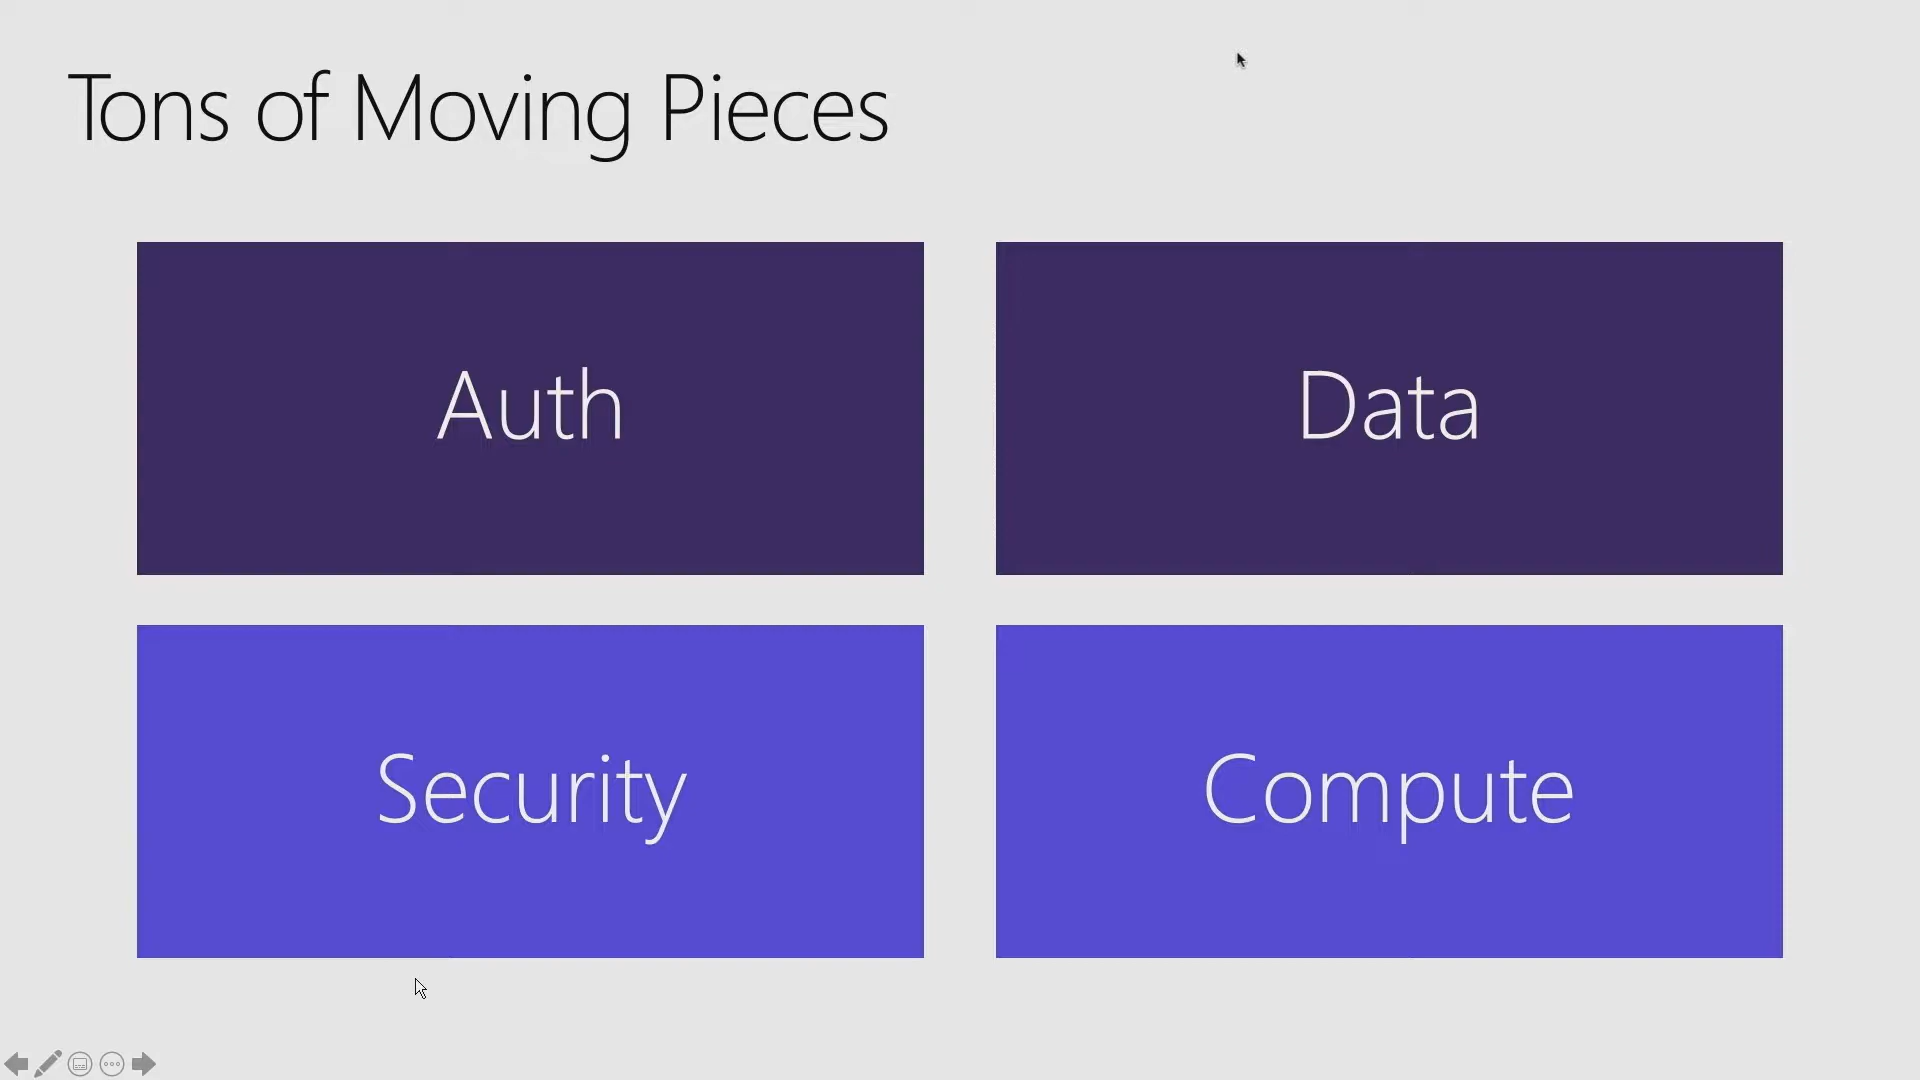 Tons of Moving Pieces
Auth
Data
Security
Compute